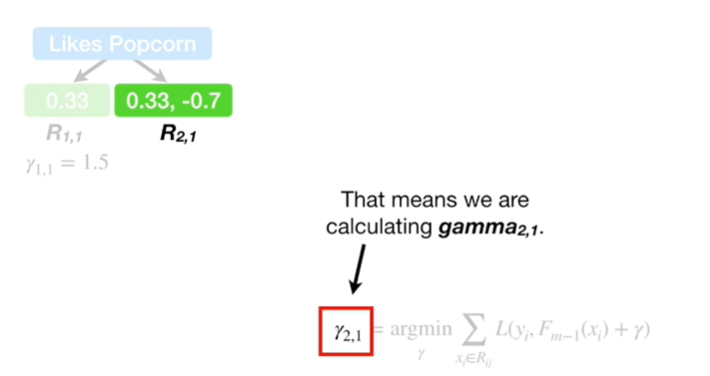 Likes Popcorn
0.33 0.33, -0.7
R₁,₁ R₂,₁
γ₁,₁ = 1.5
That means we are
calculating gamma₂,₁.
γ₂,₁ = argmin ∑ L(yᵢ, Fₘ₋₁(xᵢ) + γ)
γ xᵢ∈Rᵢⱼ